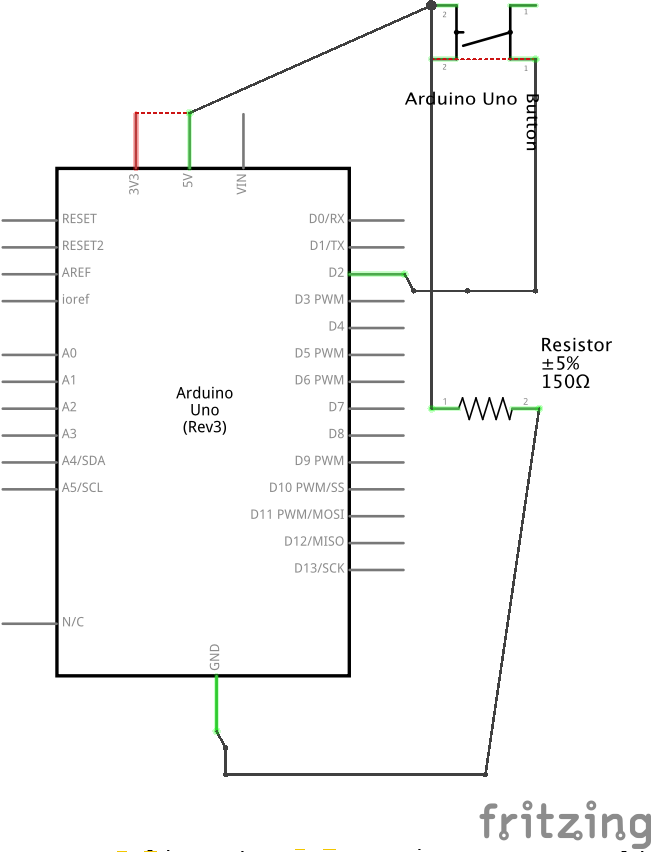 2
1
2
1
Arduino Uno
Button
3V3
5V
VIN
RESET
D0/RX
RESET2
D1/TX
AREF
D2
ioref
D3 PWM
D4
A0
D5 PWM
A1
D6 PWM
A2
D7
A3
D8
A4/SDA
D9 PWM
A5/SCL
D10 PWM/SS
D11 PWM/MOSI
D12/MISO
D13/SCK
N/C
GND
Arduino
Uno
(Rev3)
Resistor
±5%
150Ω
1
2
fritzing